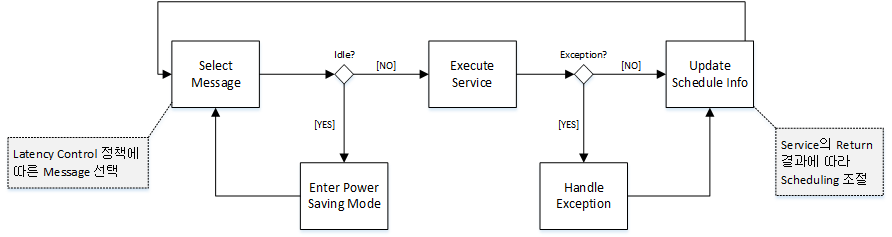 Select
Message
Idle?
[NO]
Execute
Service
Exception?
[NO]
Update
Schedule Info
[YES]
[YES]
Latency Control 정책에
따른 Message 선택
Enter Power
Saving Mode
Handle
Exception
Service의 Return
결과에 따라
Scheduling 조절